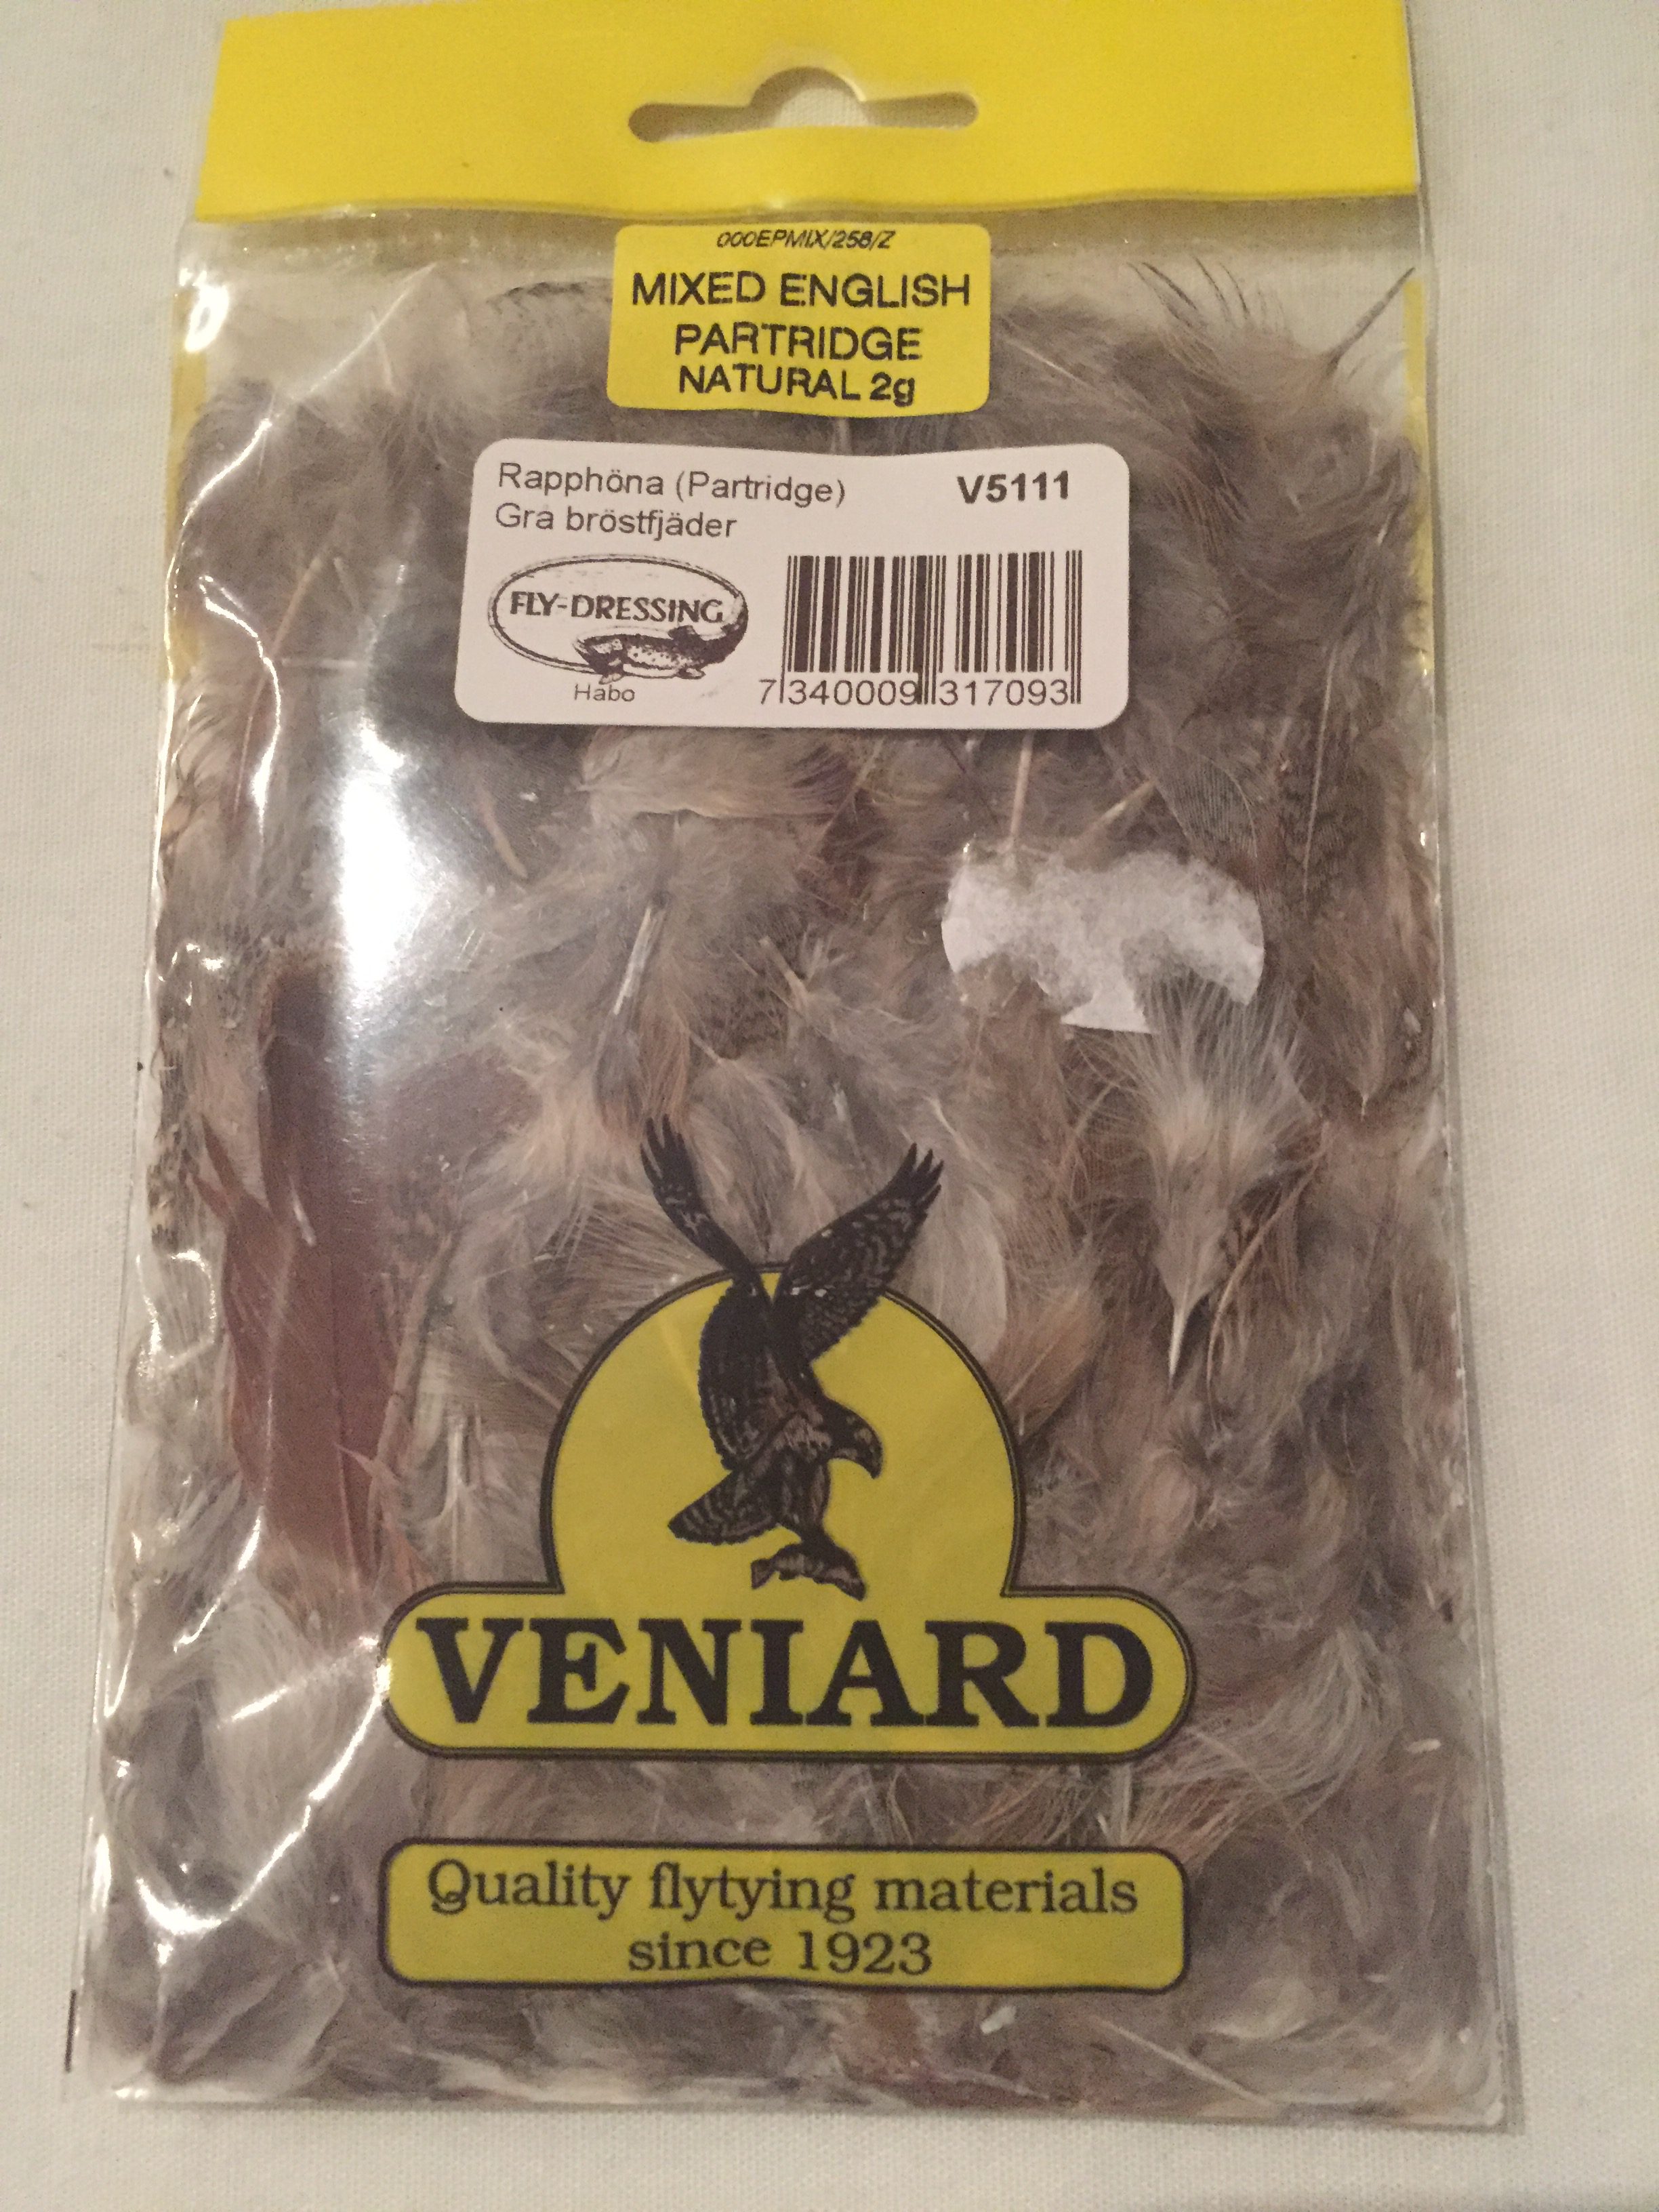 000EPMIX/258/Z
MIXED ENGLISH
PARTRIDGE
NATURAL 2g
Rapphöna (Partridge) V5111
Grå bröstfjäder
FLY-DRESSING
Habo
7 340009 317093
VENIARD
Quality flytying materials
since 1923